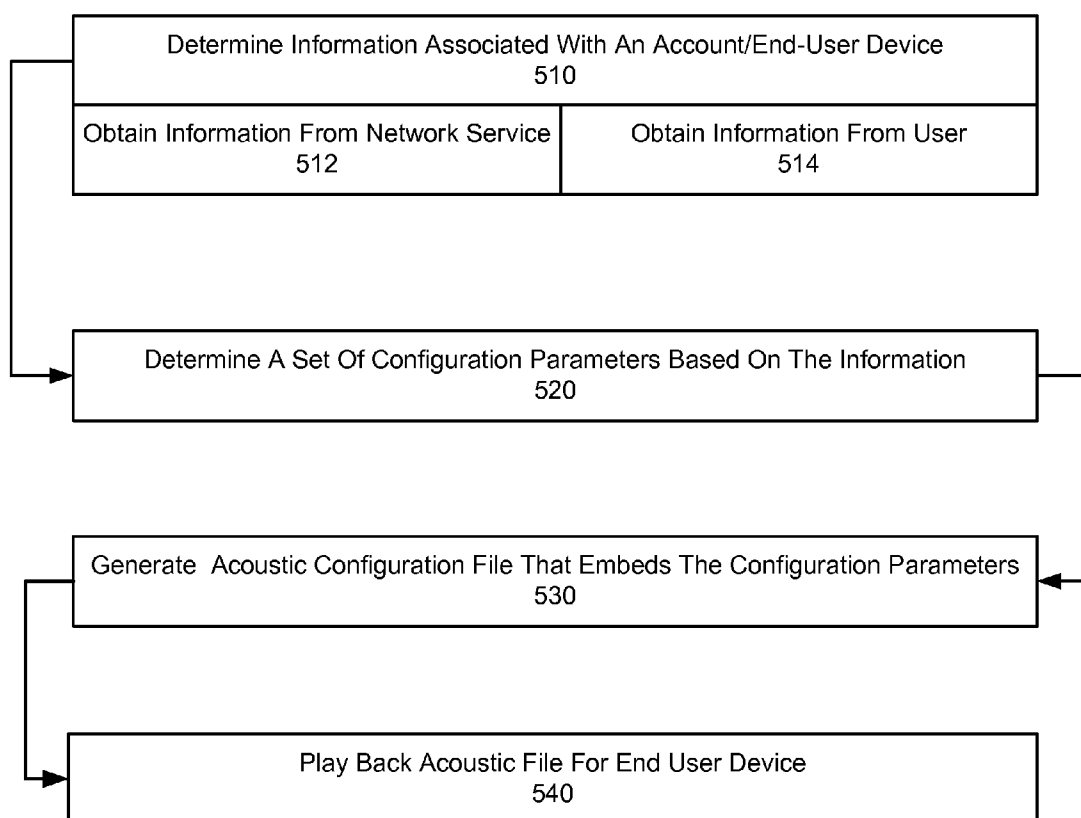 Determine Information Associated With An Account/End-User Device
510
Obtain Information From Network Service
512
Obtain Information From User
514
Determine A Set Of Configuration Parameters Based On The Information
520
Generate Acoustic Configuration File That Embeds The Configuration Parameters
530
Play Back Acoustic File For End User Device
540